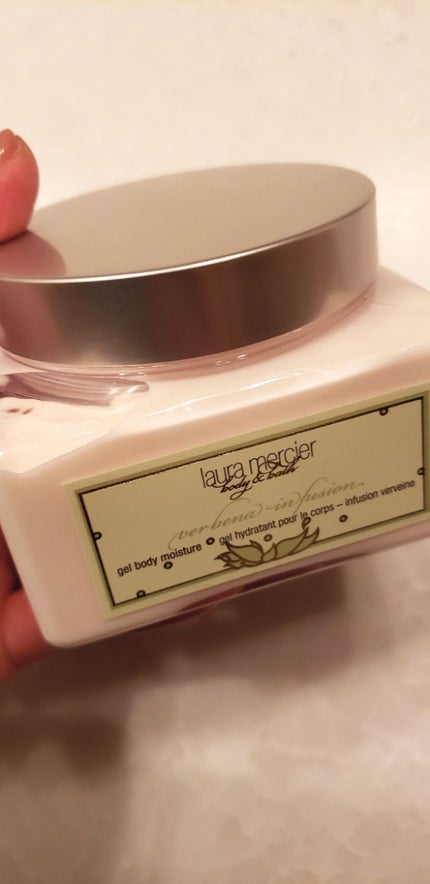 laura mercier
body & bath
verbena infusion
gel body moisture • gel hydratant pour le corps – infusion verveine